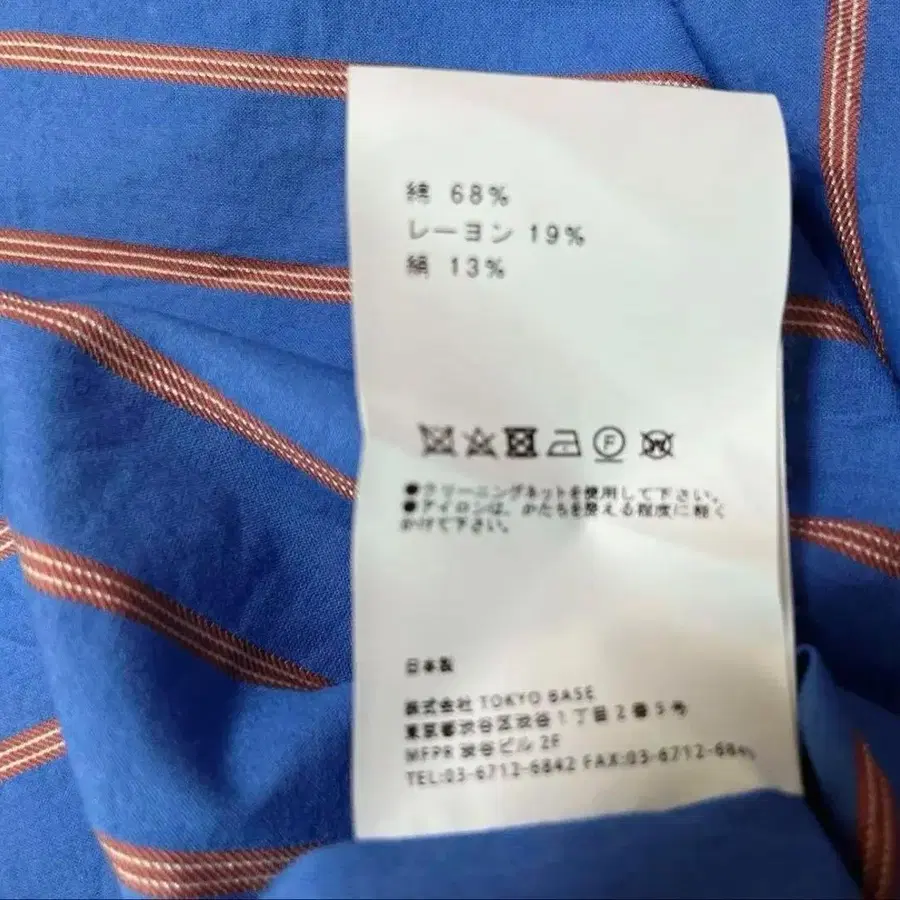 綿 68%
レーヨン 19%
絹 13%
F
W
●クリーニングネットを使用して下さい。
●アイロンは、かたちを整える程度に軽く
かけて下さい。
日本製
株式会社 TOKYO BASE
東京都渋谷区渋谷1丁目2番5号
MFPR 渋谷ビル 2F
TEL:03-6712-6842 FAX:03-6712-684